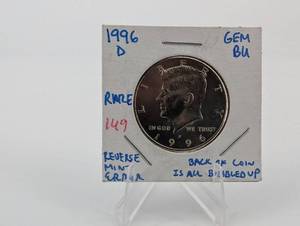 1996
D
GEM
BU
RARE
149
LIBERTY
IN GOD WE TRUST
1996
REVERSE
MINT
ERROR
BACK OF COIN
IS ALL BUBBLED UP